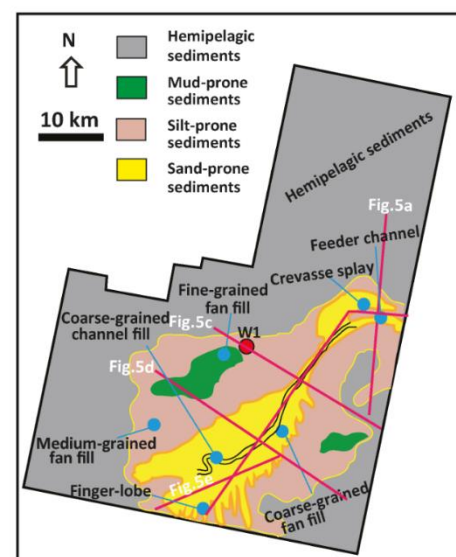 N
10 km
Hemipelagic
sediments
Mud-prone
sediments
Silt-prone
sediments
Sand-prone
sediments
Hemipelagic sediments
Fig.5a
Feeder channel
Crevasse splay
Fine-grained
fan fill
Coarse-grained
channel fill
Fig.5c
W1
Fig.5d
Medium-grained
fan fill
Fig.5e
Finger-lobe
Coarse-grained
fan fill